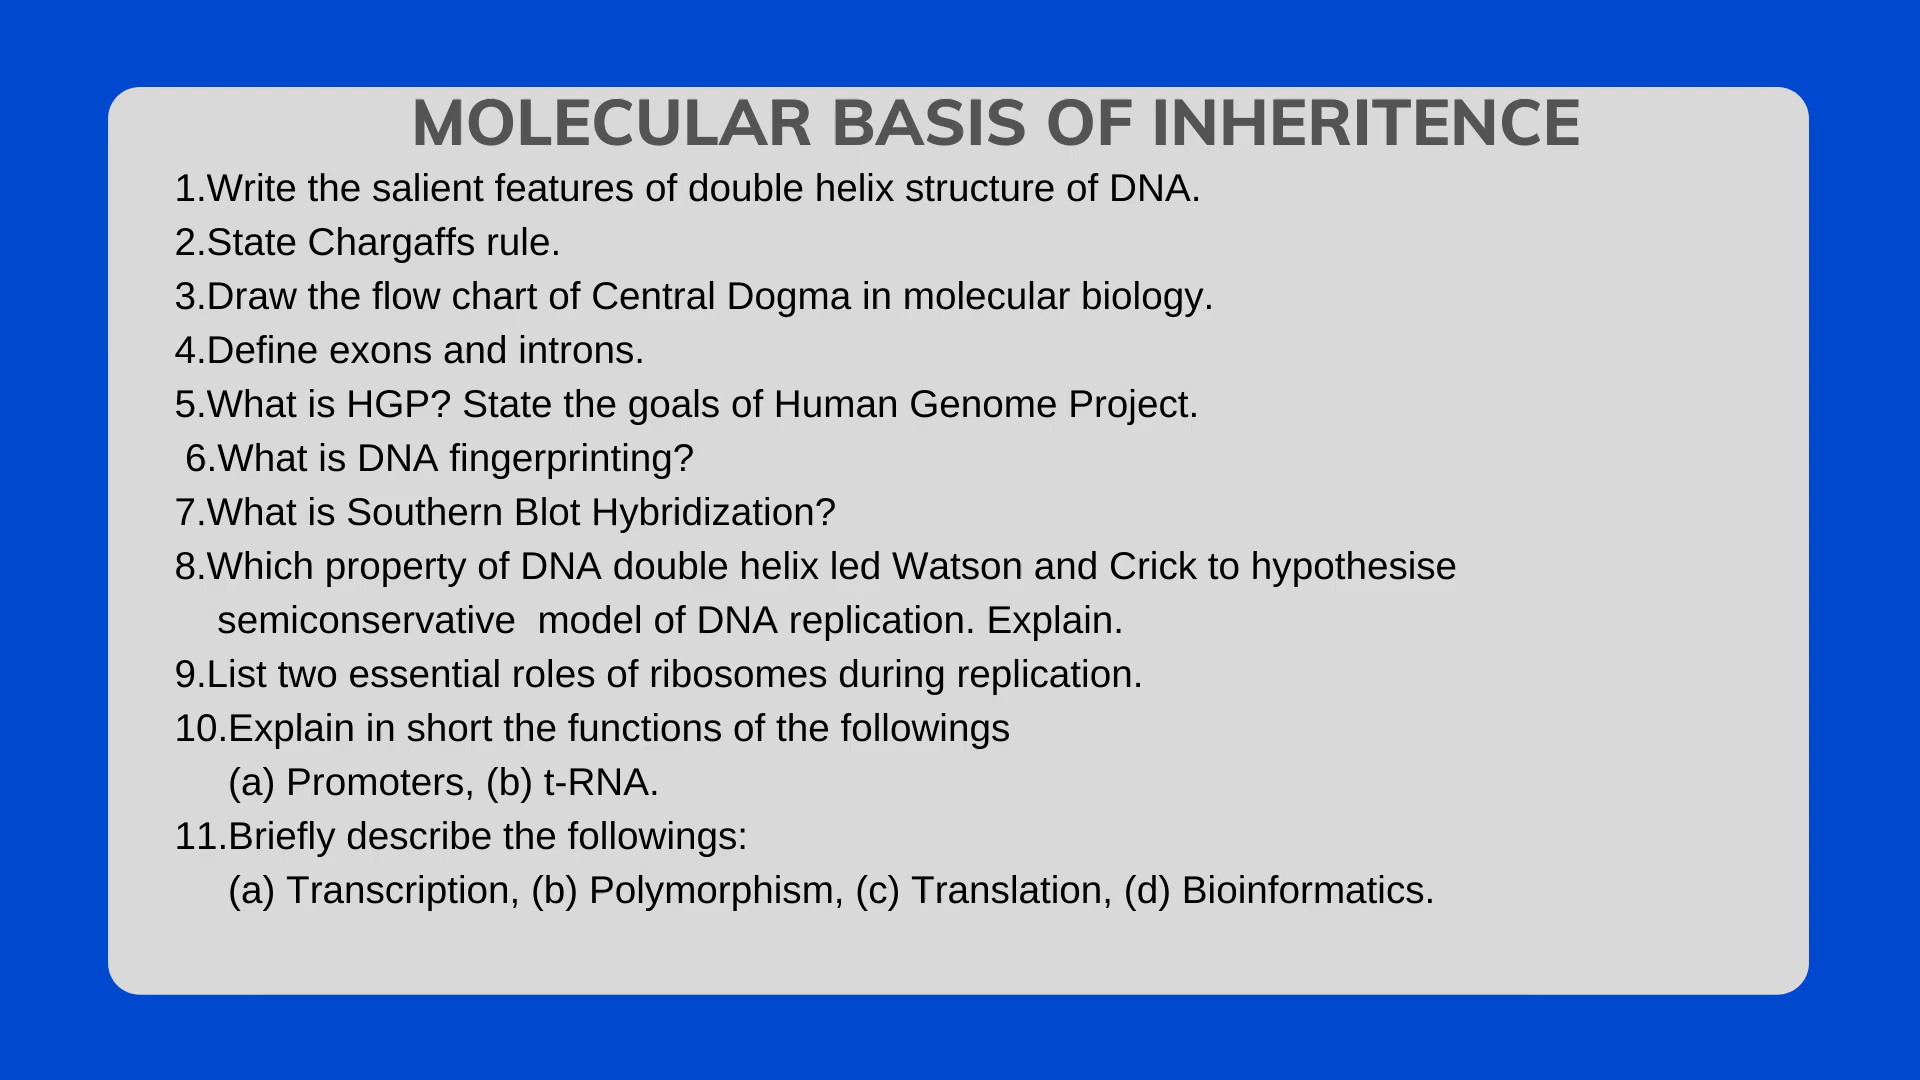 MOLECULAR BASIS OF INHERITENCE
1.Write the salient features of double helix structure of DNA.
2.State Chargaffs rule.
3.Draw the flow chart of Central Dogma in molecular biology.
4.Define exons and introns.
5.What is HGP? State the goals of Human Genome Project.
6.What is DNA fingerprinting?
7.What is Southern Blot Hybridization?
8.Which property of DNA double helix led Watson and Crick to hypothesise
semiconservative  model of DNA replication. Explain.
9.List two essential roles of ribosomes during replication.
10.Explain in short the functions of the followings
(a) Promoters, (b) t-RNA.
11.Briefly describe the followings:
(a) Transcription, (b) Polymorphism, (c) Translation, (d) Bioinformatics.